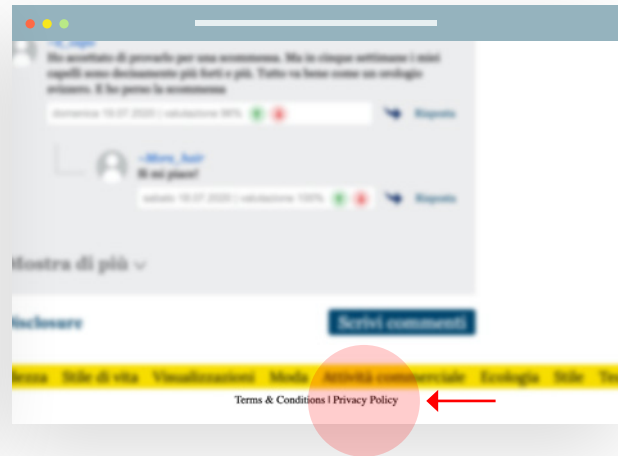 Ho accettato di provarlo per una scommessa. Ma in cinque settimane i miei
capelli sono decisamente più forti e più. Tutto va bene come un orologio
svizzero. E ho perso la scommessa
domenica 19.07.2020 | valutazione 98%
Risposta
~More_hair
Sì mi piace!
sabato 18.07.2020 | valutazione 100%
Risposta
Mostra di più
Disclosure
Scrivi commenti
Stile di vita Visualizzazioni Moda Attività commerciale Ecologia Stile
Terms & Conditions | Privacy Policy